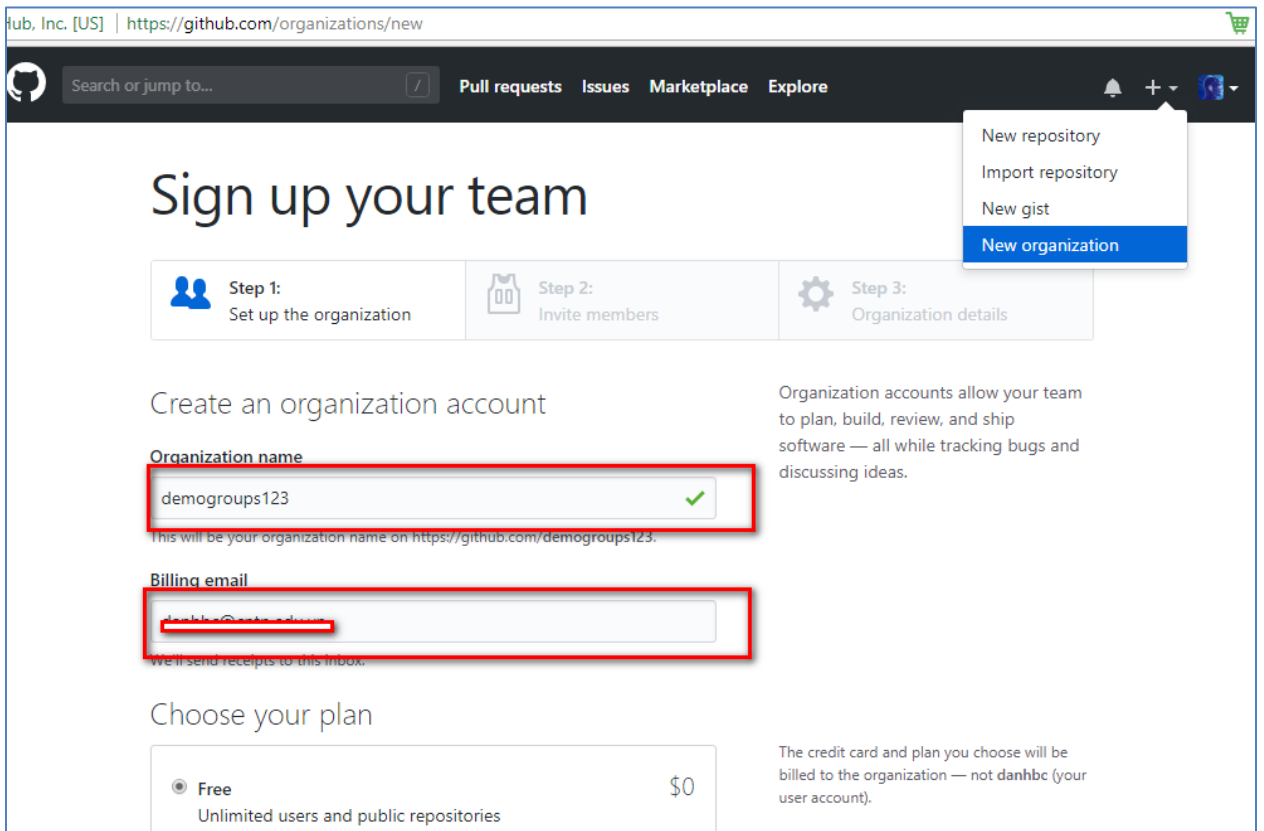 Hub, Inc. [US] | https://github.com/organizations/new
Search or jump to... /
Pull requests Issues Marketplace Explore
New repository
Import repository
New gist
New organization
Sign up your team
Step 1:
Set up the organization
Step 2:
Invite members
Step 3:
Organization details
Create an organization account
Organization accounts allow your team
to plan, build, review, and ship
software — all while tracking bugs and
discussing ideas.
Organization name
demogroups123
This will be your organization name on https://github.com/demogroups123.
Billing email
We'll send receipts to this inbox.
Choose your plan
Free
$0
Unlimited users and public repositories
The credit card and plan you choose will be
billed to the organization — not danhbc (your
user account).